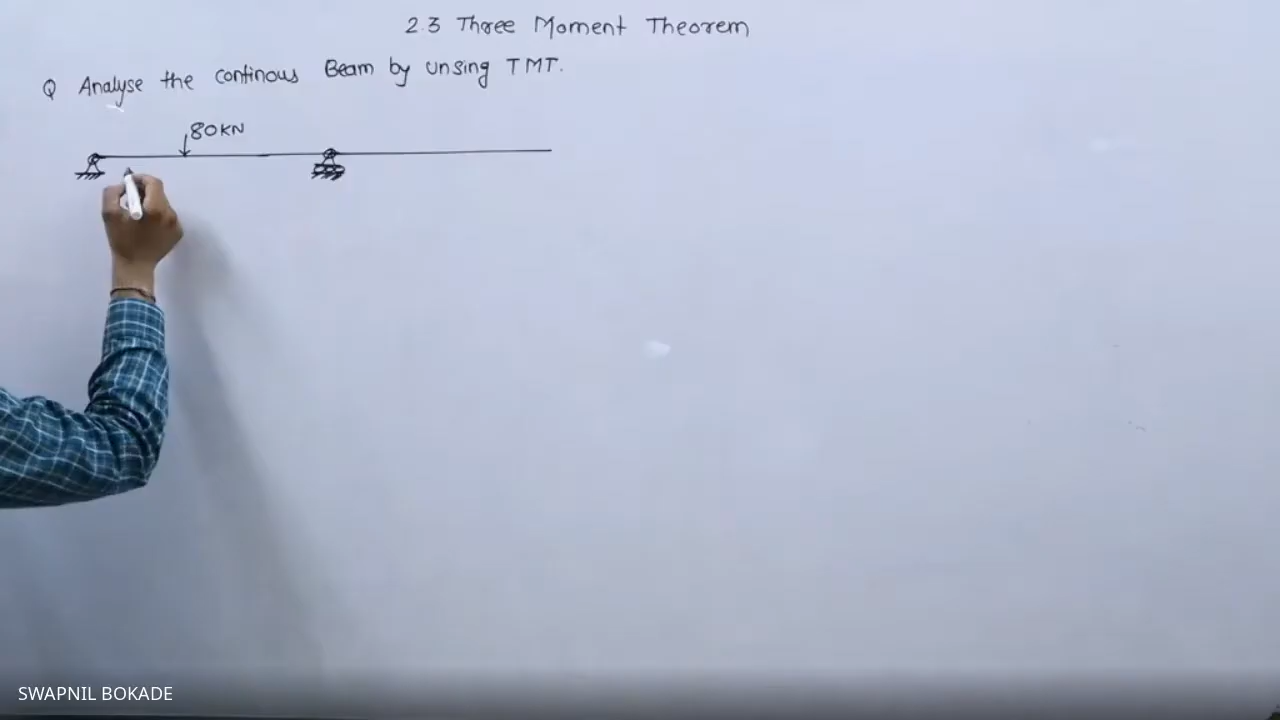 2.3 Three Moment Theorem
Q Analyse the continous Beam by unsing TMT.
80KN
SWAPNIL BOKADE